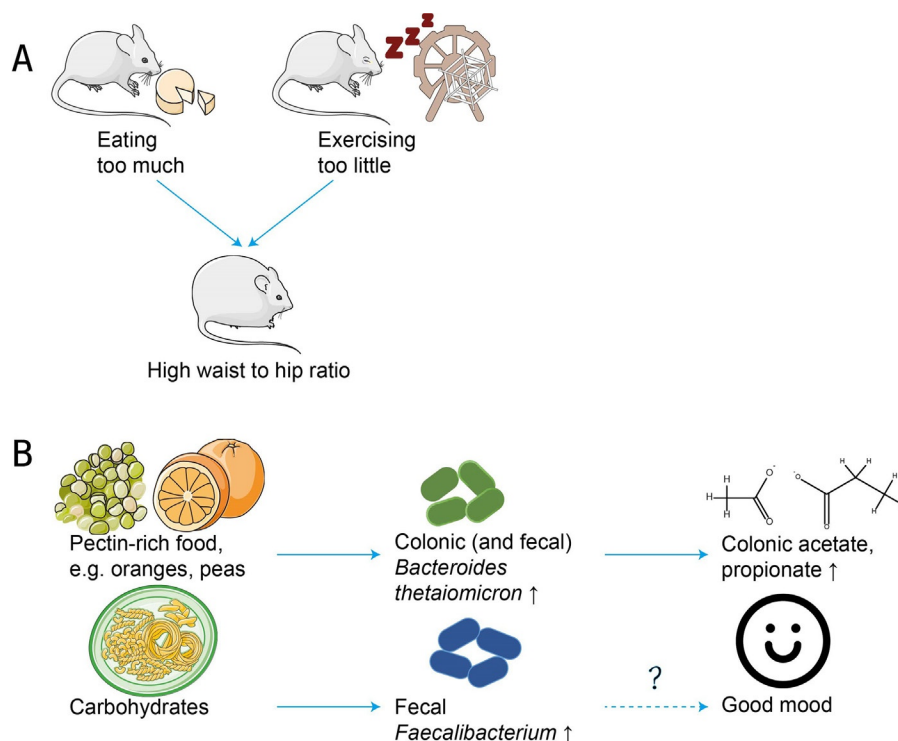 A
z
z
z
Eating
too much
Exercising
too little
High waist to hip ratio
B
H
H
H
O
-
O
-
O
O
H
H
H
Pectin-rich food,
e.g. oranges, peas
Colonic (and fecal)
Bacteroides
thetaiomicron ↑
Colonic acetate,
propionate ↑
?
Carbohydrates
Fecal
Faecalibacterium ↑
Good mood